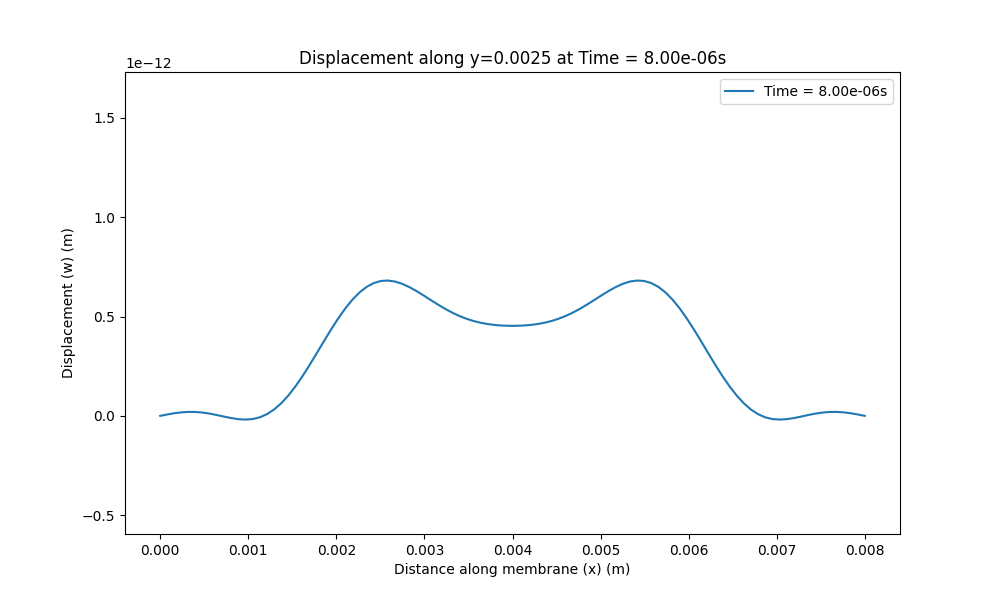 Displacement along y=0.0025 at Time = 8.00e-06s
1e−12
Time = 8.00e-06s
1.5
1.0
0.5
0.0
−0.5
Displacement (w) (m)
0.000 0.001 0.002 0.003 0.004 0.005 0.006 0.007 0.008
Distance along membrane (x) (m)